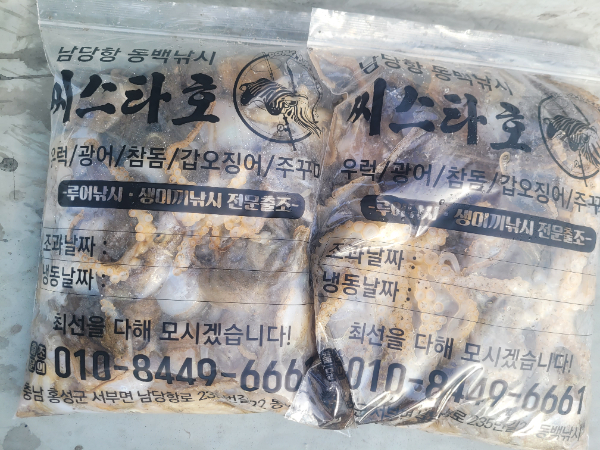 남당항 동백낚시
씨스타호
우럭/광어/참돔/갑오징어/주꾸미
-루어낚시·생미끼낚시 전문출조-
조과날짜 :
냉동날짜 :
최선을 다해 모시겠습니다!
010-8449-666
충남 홍성군 서부면 남당항로
남당항 동백낚시
씨스타호
우럭/광어/참돔/갑오징어/주꾸
-루어낚시·생미끼낚시 전문출조-
조과날짜 :
냉동날짜 :
최선을 다해 모시겠습니다!
010-8449-6661
동백낚시